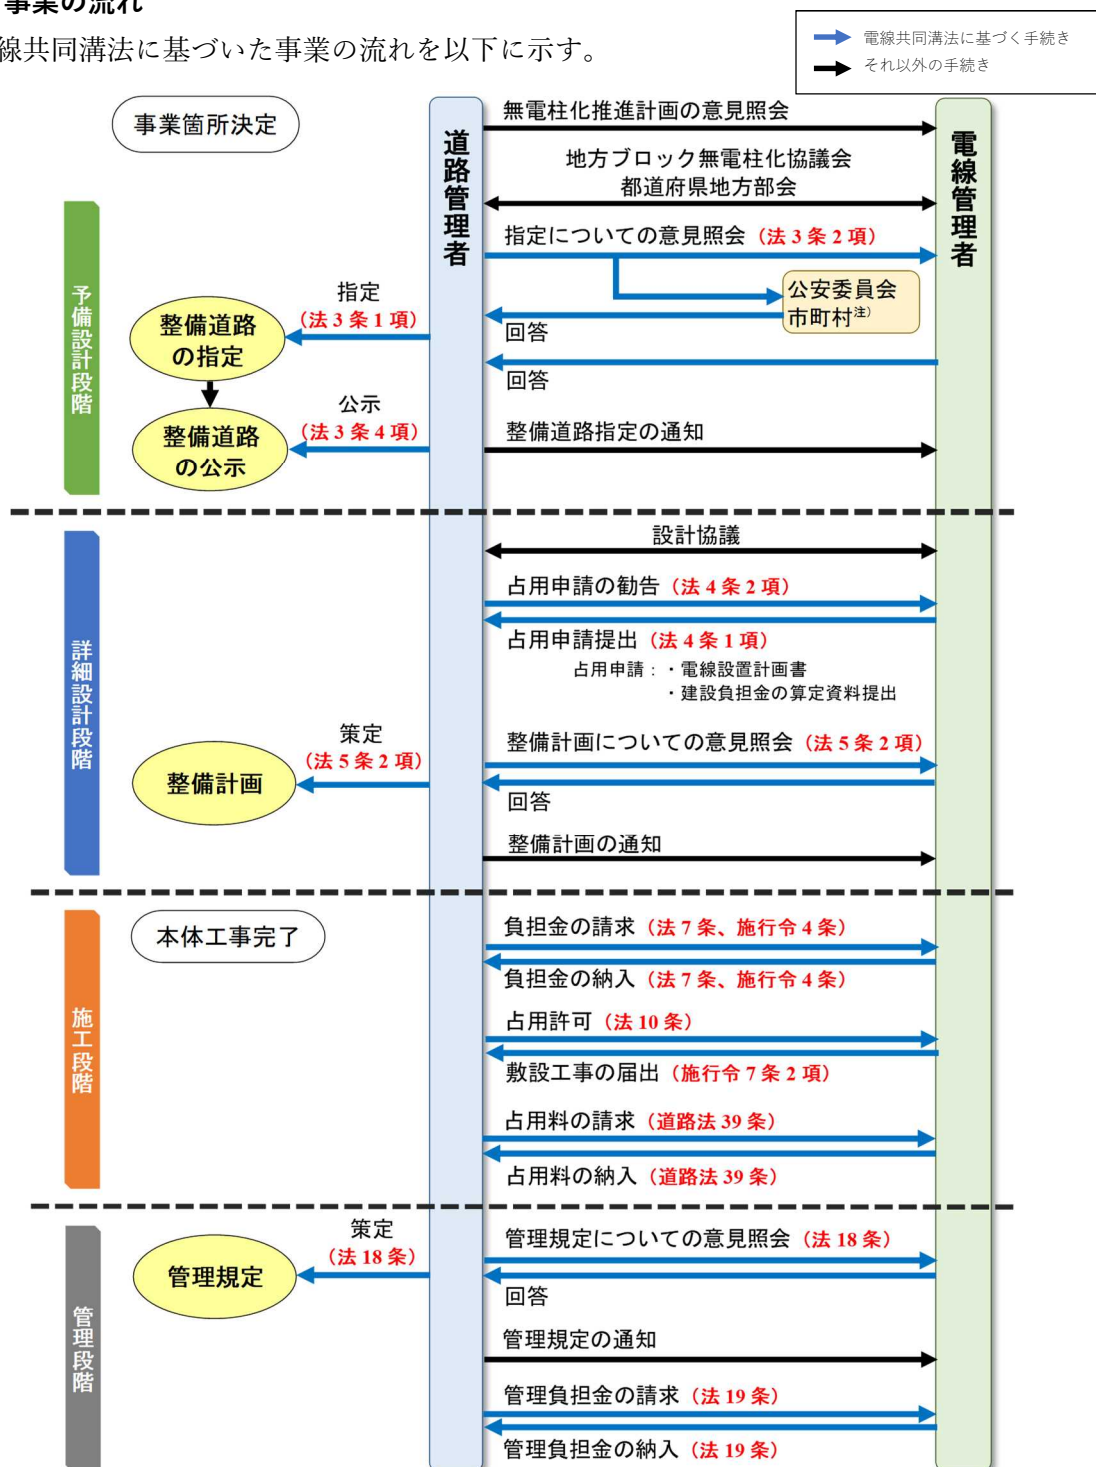 事業の流れ
線共同溝法に基づいた事業の流れを以下に示す。
電線共同溝法に基づく手続き
それ以外の手続き
事業箇所決定
道路管理者
電線管理者
無電柱化推進計画の意見照会
地方ブロック無電柱化協議会
都道府県地方部会
予備設計段階
指定についての意見照会（法3条2項）
公安委員会
市町村注）
回答
指定
（法3条1項）
整備道路
の指定
回答
公示
（法3条4項）
整備道路
の公示
整備道路指定の通知
詳細設計段階
設計協議
占用申請の勧告（法4条2項）
占用申請提出（法4条1項）
占用申請：・電線設置計画書
・建設負担金の算定資料提出
整備計画についての意見照会（法5条2項）
策定
（法5条2項）
整備計画
回答
整備計画の通知
施工段階
本体工事完了
負担金の請求（法7条、施行令4条）
負担金の納入（法7条、施行令4条）
占用許可（法10条）
敷設工事の届出（施行令7条2項）
占用料の請求（道路法39条）
占用料の納入（道路法39条）
管理段階
策定
（法18条）
管理規定
管理規定についての意見照会（法18条）
回答
管理規定の通知
管理負担金の請求（法19条）
管理負担金の納入（法19条）